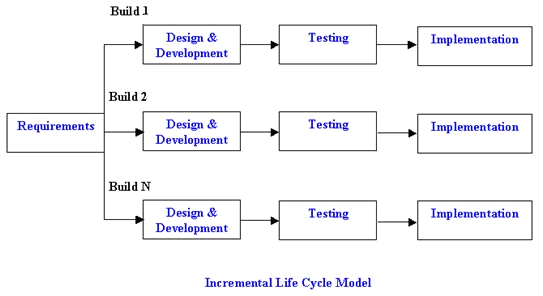 Build 1
Design &
Development
Testing
Implementation
Build 2
Requirements
Design &
Development
Testing
Implementation
Build N
Design &
Development
Testing
Implementation
Incremental Life Cycle Model